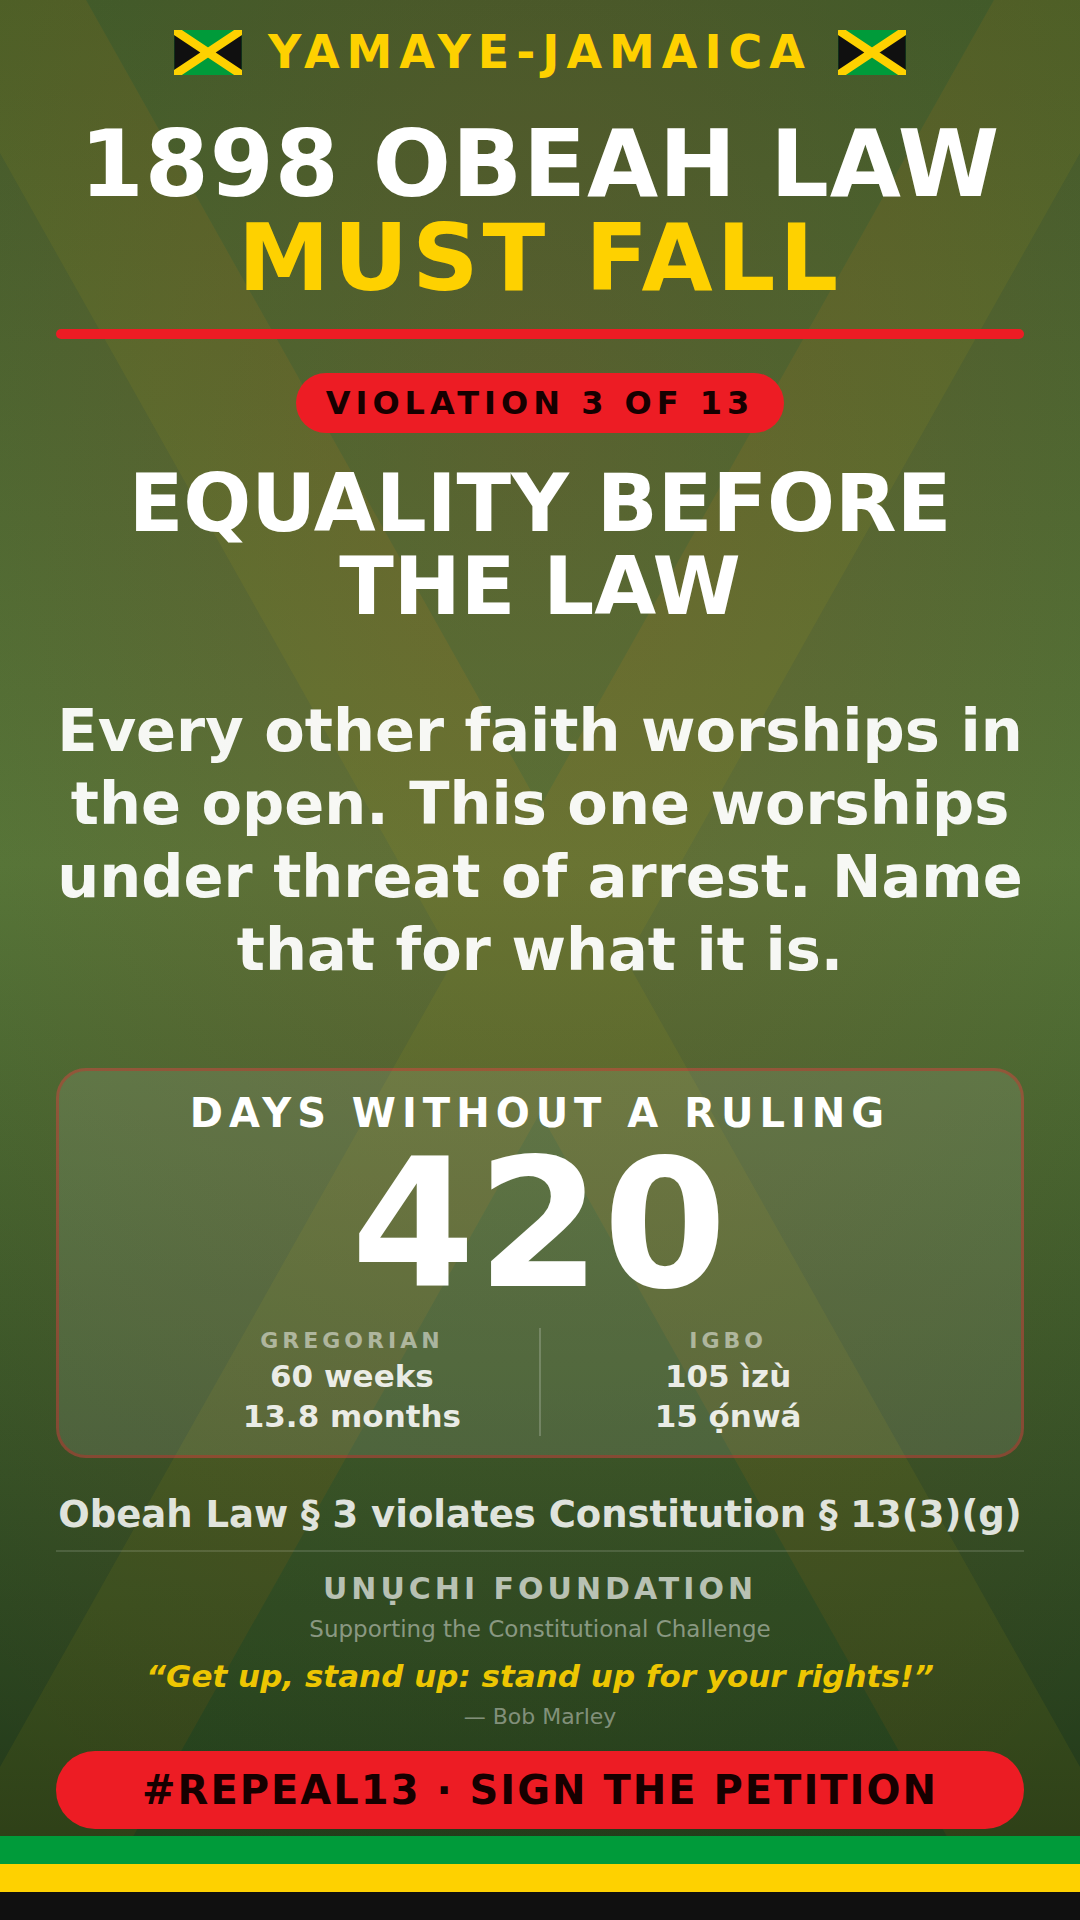 YAMAYE-JAMAICA
1898 OBEAH LAW
MUST FALL
VIOLATION 3 OF 13
EQUALITY BEFORE
THE LAW
Every other faith worships in
the open. This one worships
under threat of arrest. Name
that for what it is.
DAYS WITHOUT A RULING
420
GREGORIAN
60 weeks
13.8 months
IGBO
105 ìzù
15 ọ́nwá
Obeah Law § 3 violates Constitution § 13(3)(g)
UNỤCHI FOUNDATION
Supporting the Constitutional Challenge
“Get up, stand up: stand up for your rights!”
— Bob Marley
#REPEAL13 · SIGN THE PETITION